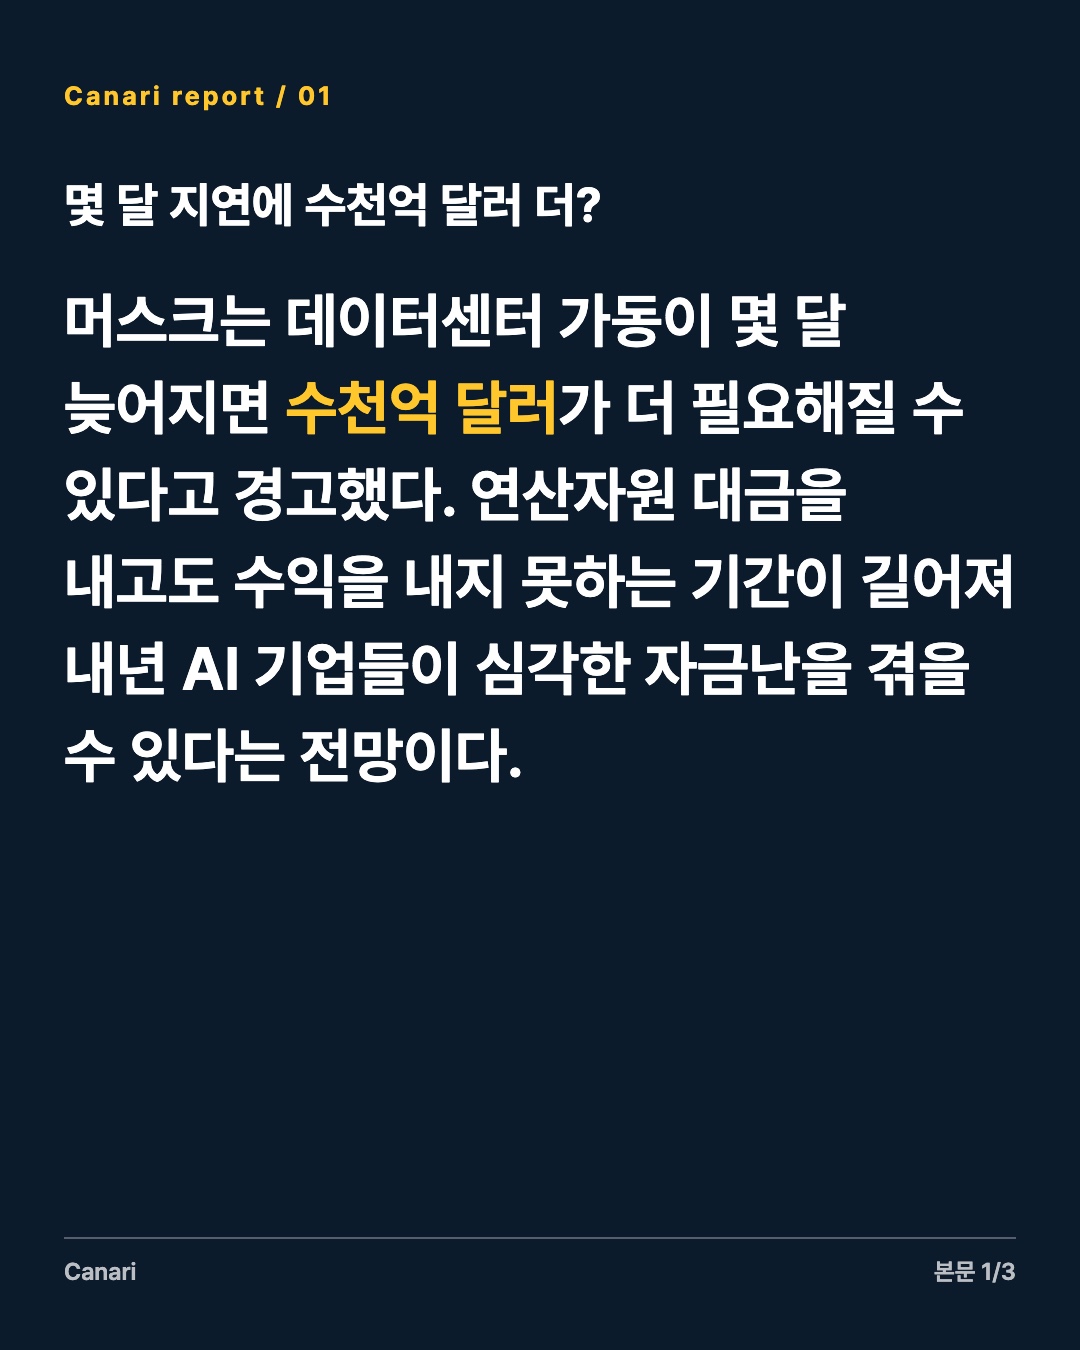 Canari report / 01
몇 달 지연에 수천억 달러 더?
머스크는 데이터센터 가동이 몇 달
늦어지면 수천억 달러가 더 필요해질 수
있다고 경고했다. 연산자원 대금을
내고도 수익을 내지 못하는 기간이 길어져
내년 AI 기업들이 심각한 자금난을 겪을
수 있다는 전망이다.
Canari
본문 1/3